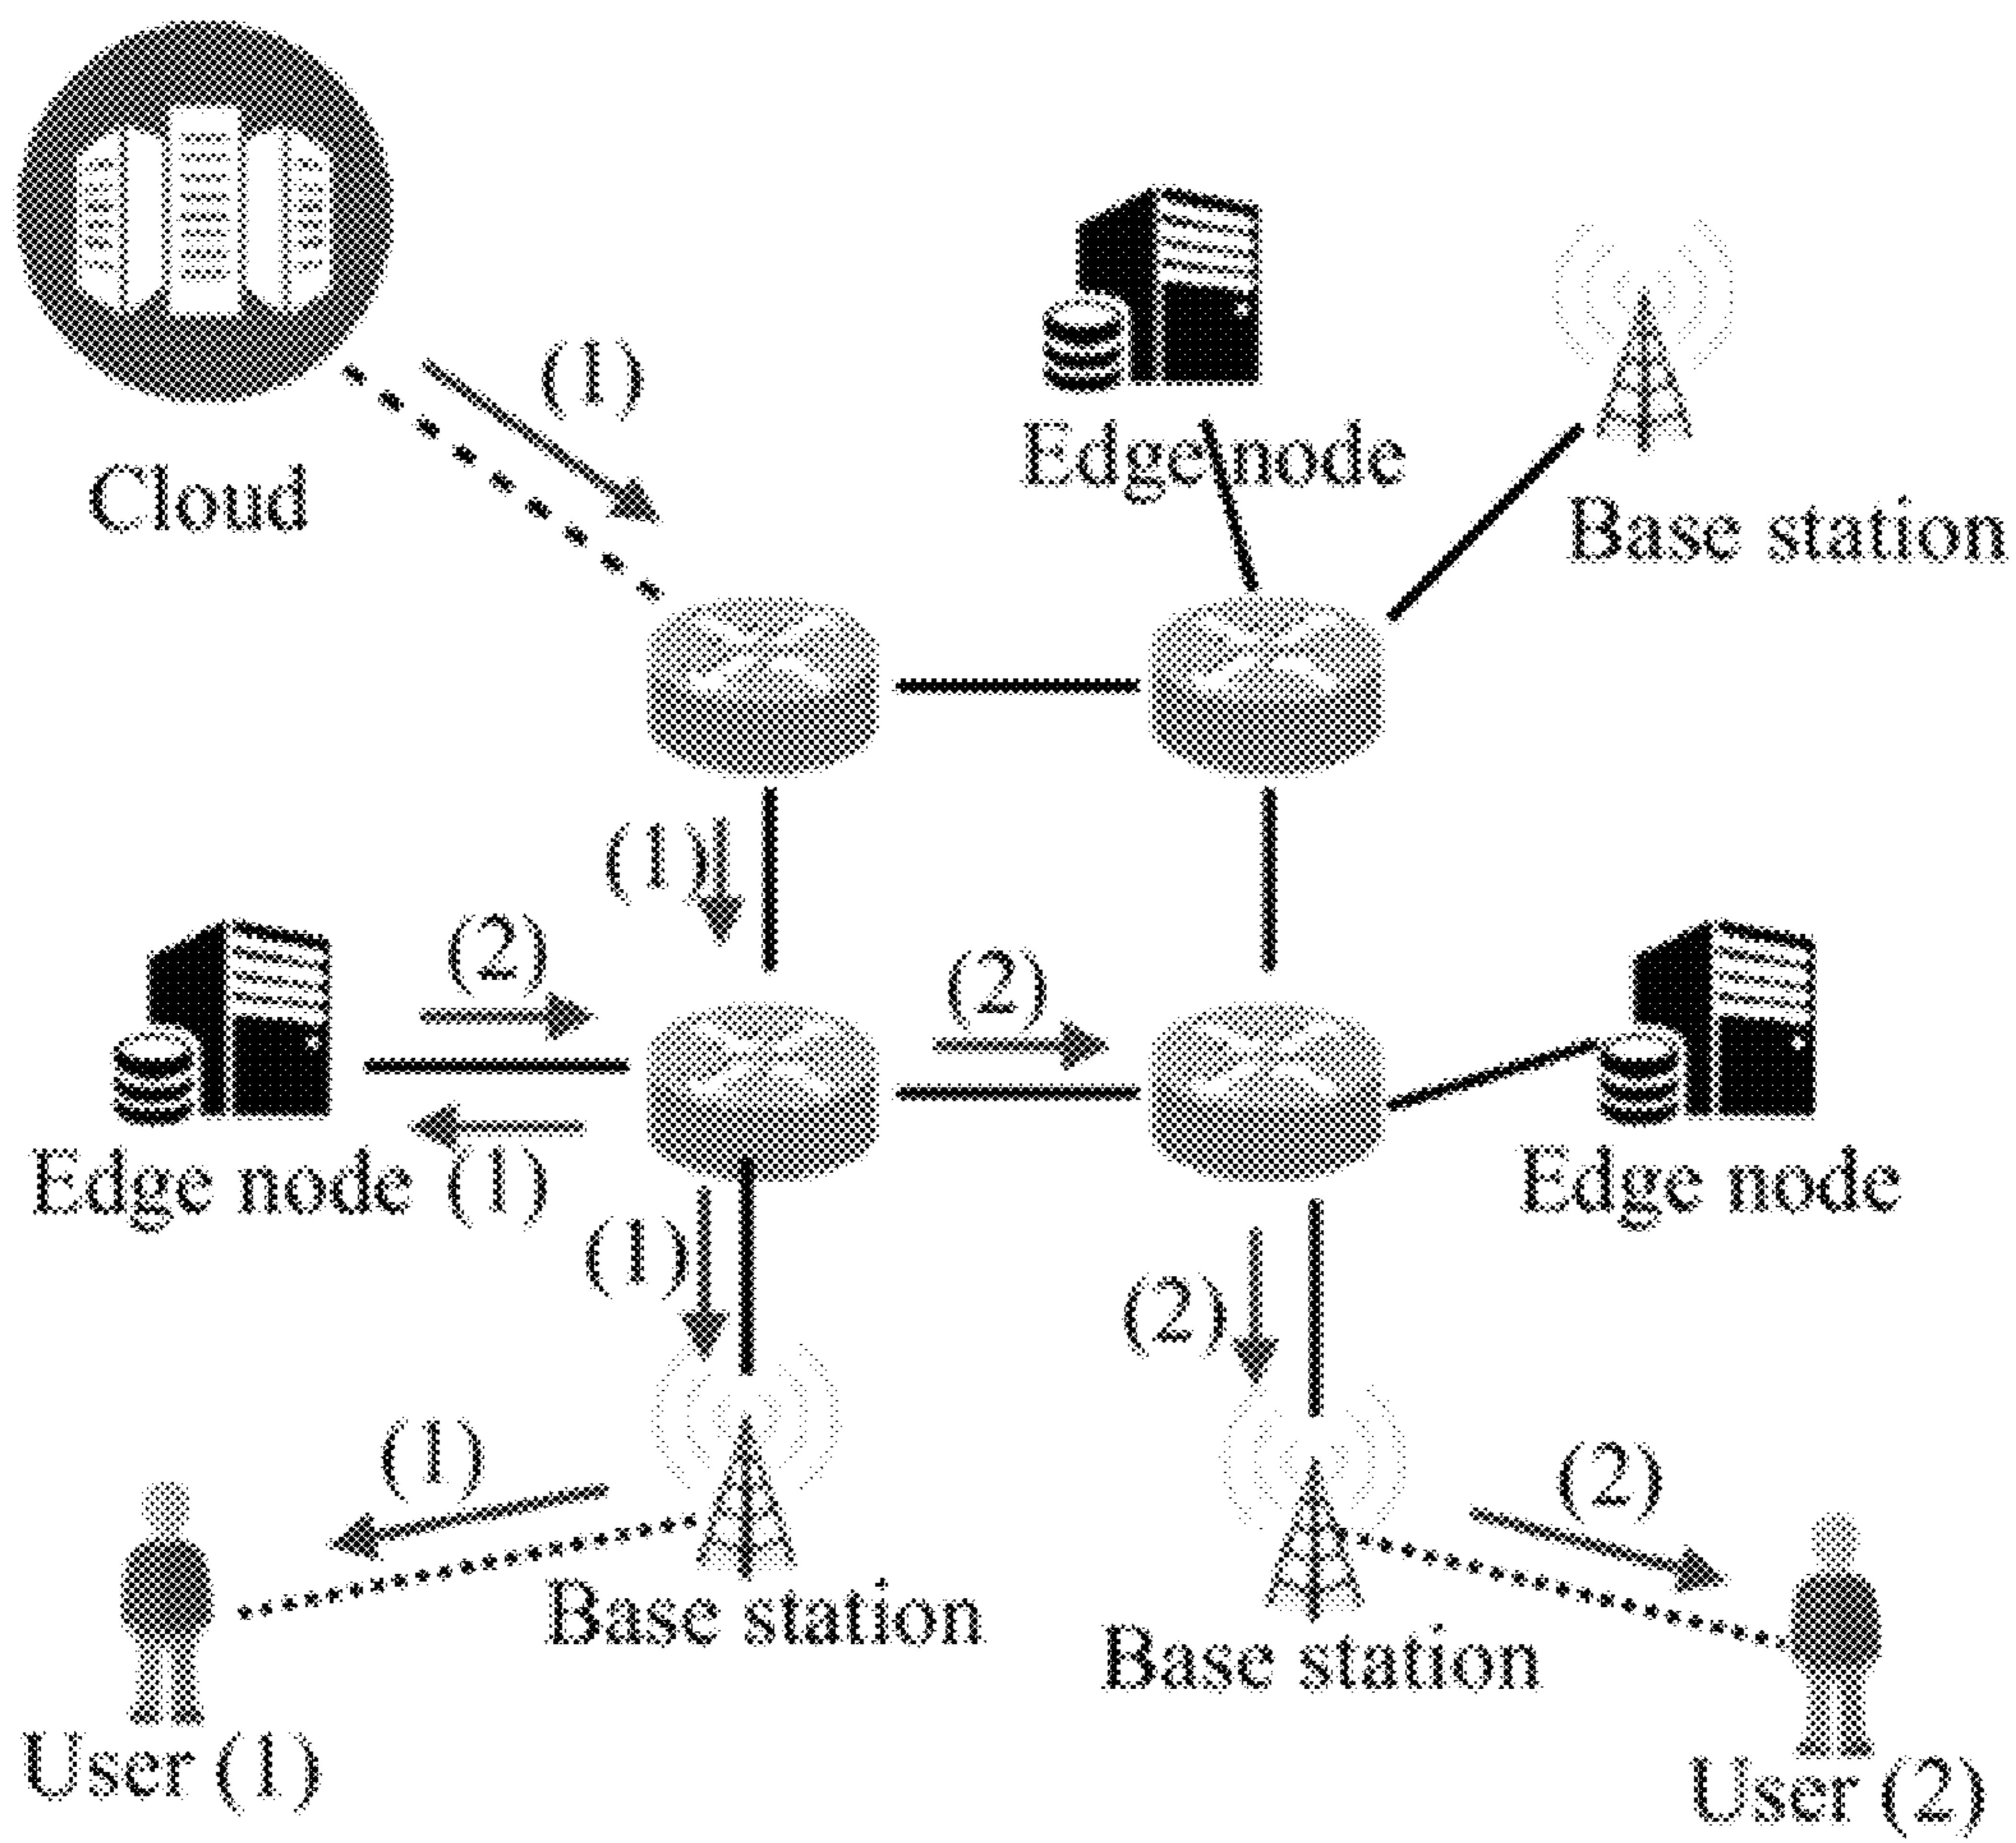 (1)
Cloud
Edge node
Base station
(1)
(2)
(2)
Edge node
(1)
(1)
Edge node
(2)
(1)
(2)
Base station
Base station
User (1)
User (2)